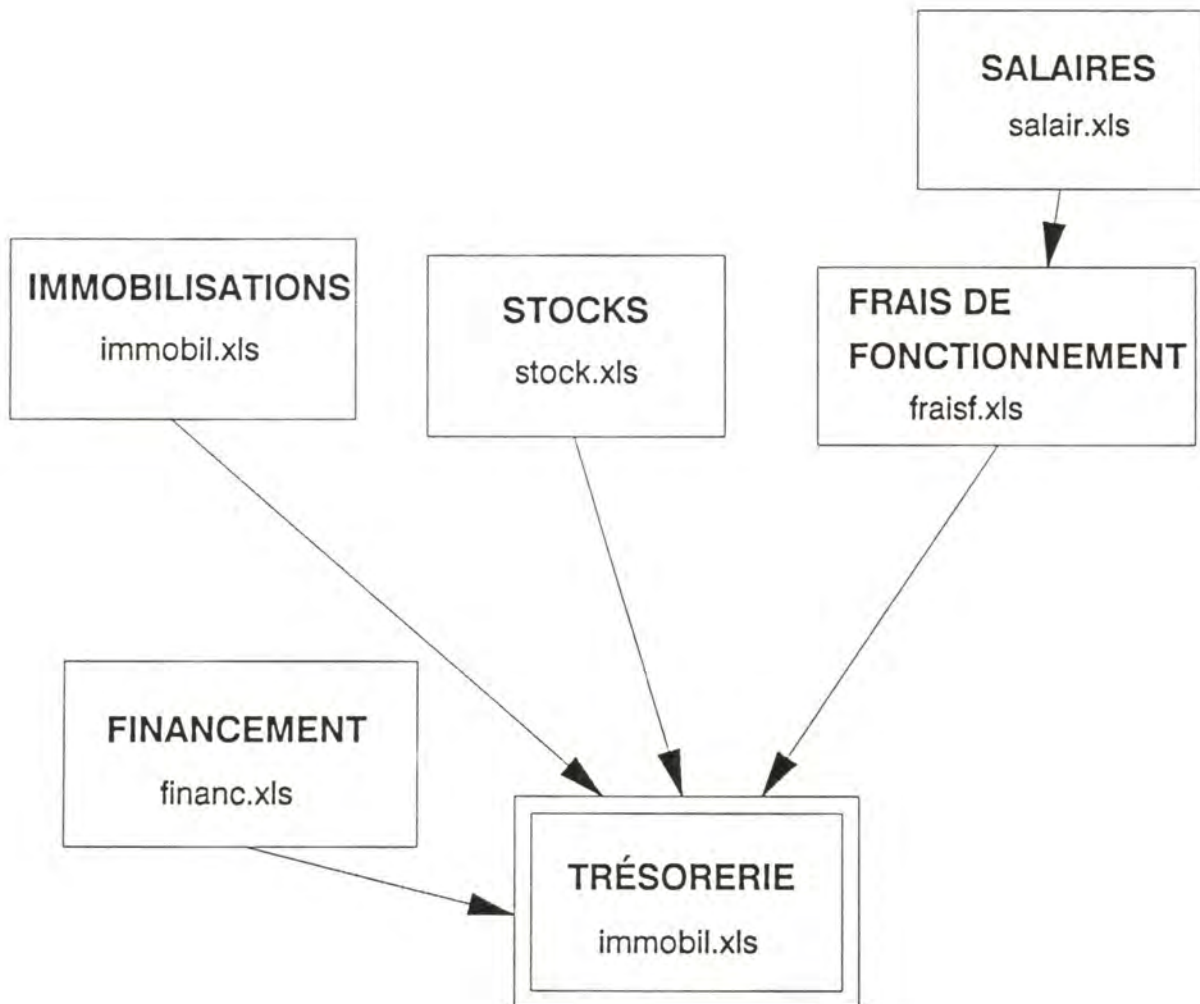 SALAIRES
salair.xls
IMMOBILISATIONS
immobil.xls
STOCKS
stock.xls
FRAIS DE
FONCTIONNEMENT
fraisf.xls
FINANCEMENT
financ.xls
TRÉSORERIE
immobil.xls